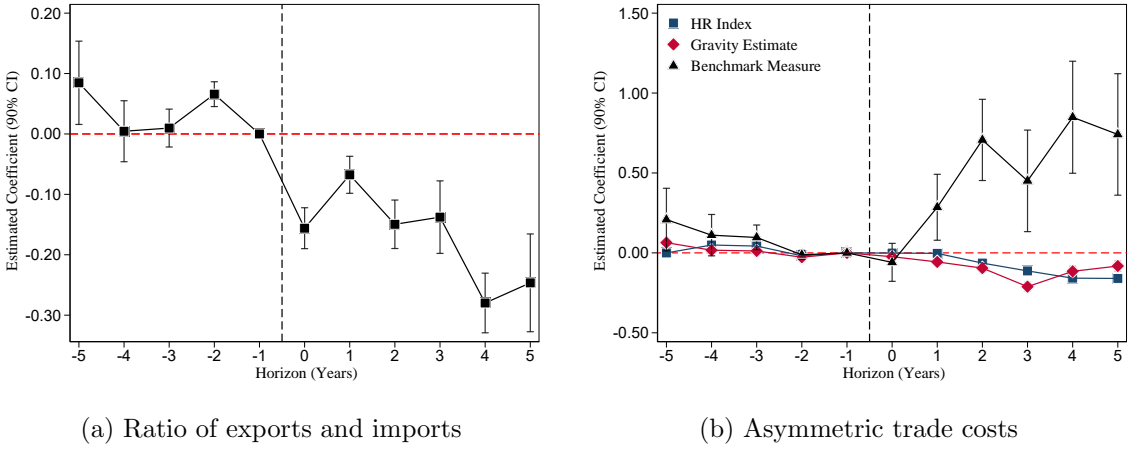 0.20
0.10
0.00
-0.10
-0.20
-0.30
Estimated Coefficient (90% CI)
-5 -4 -3 -2 -1 0 1 2 3 4 5
Horizon (Years)
(a) Ratio of exports and imports
1.50
1.00
0.50
0.00
-0.50
Estimated Coefficient (90% CI)
HR Index
Gravity Estimate
Benchmark Measure
-5 -4 -3 -2 -1 0 1 2 3 4 5
Horizon (Years)
(b) Asymmetric trade costs